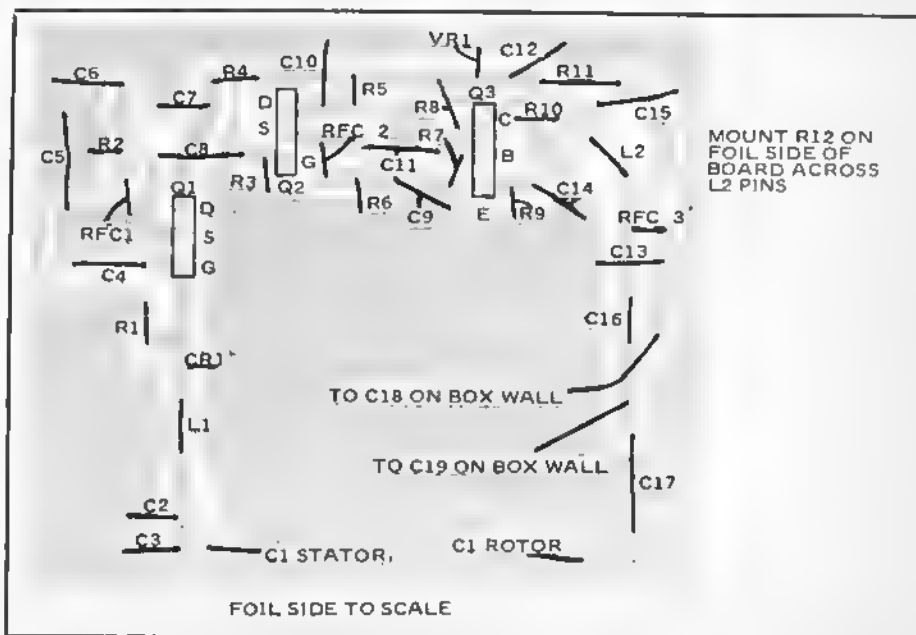 VR1
C12
C10
C6
R4
R11
R5
Q3
D
C7
R8
C
R10
C15
S
RFC 2
R7
C5
R2
C8
B
L2
MOUNT R12 ON
FOIL SIDE OF
BOARD ACROSS
L2 PINS
G
C11
R3
Q2
Q1
R6
C9
C14
D
E
R9
RFC1
S
RFC 3
C4
G
C13
R1
C16
CR1
TO C18 ON BOX WALL
L1
TO C19 ON BOX WALL
C17
C2
C3
C1 STATOR
C1 ROTOR
FOIL SIDE TO SCALE